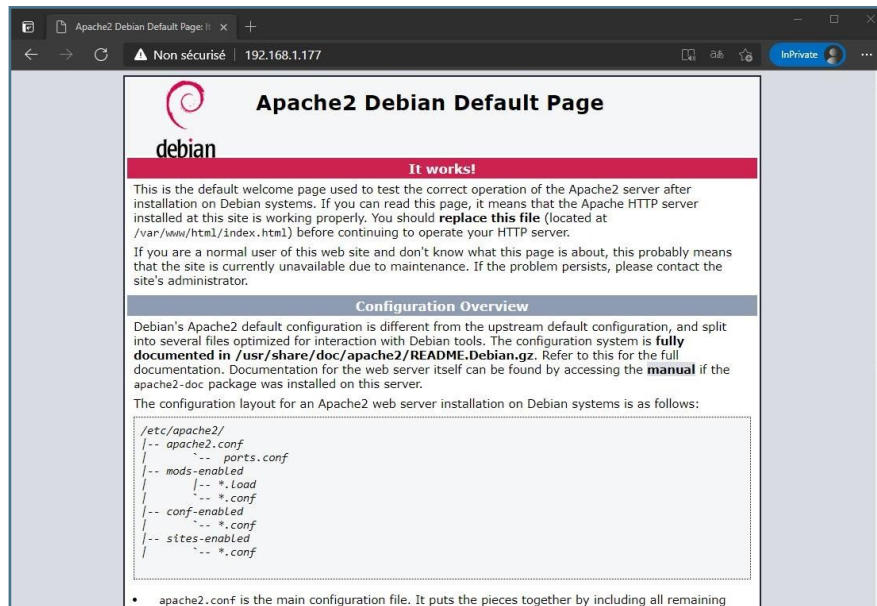 Apache2 Debian Default Page: It
Non sécurisé 192.168.1.177
InPrivate
debian
Apache2 Debian Default Page
It works!
This is the default welcome page used to test the correct operation of the Apache2 server after
installation on Debian systems. If you can read this page, it means that the Apache HTTP server
installed at this site is working properly. You should replace this file (located at
/var/www/html/index.html) before continuing to operate your HTTP server.
If you are a normal user of this web site and don't know what this page is about, this probably means
that the site is currently unavailable due to maintenance. If the problem persists, please contact the
site's administrator.
Configuration Overview
Debian's Apache2 default configuration is different from the upstream default configuration, and split
into several files optimized for interaction with Debian tools. The configuration system is fully
documented in /usr/share/doc/apache2/README.Debian.gz. Refer to this for the full
documentation. Documentation for the web server itself can be found by accessing the manual if the
apache2-doc package was installed on this server.
The configuration layout for an Apache2 web server installation on Debian systems is as follows:
/etc/apache2/
|-- apache2.conf
|       `--  ports.conf
|-- mods-enabled
|       |-- *.load
|       `-- *.conf
|-- conf-enabled
|       `-- *.conf
|-- sites-enabled
|       `-- *.conf
• apache2.conf is the main configuration file. It puts the pieces together by including all remaining